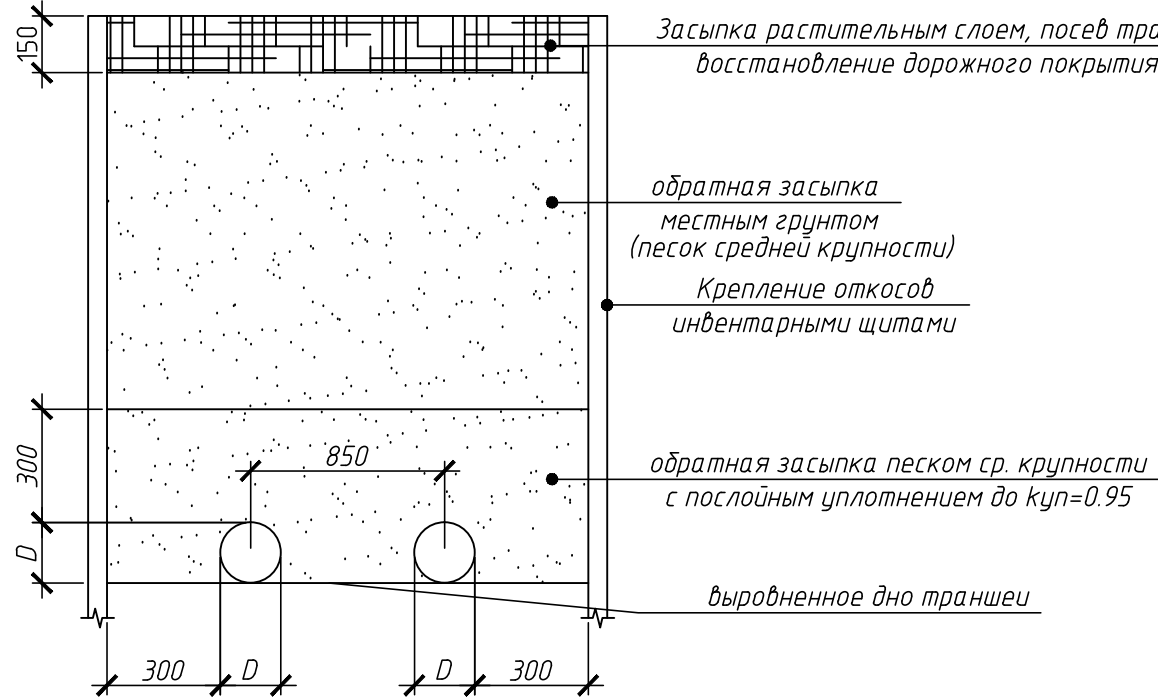 150
Засыпка растительным слоем, посев тра
восстановление дорожного покрытия
обратная засыпка
местным грунтом
(песок средней крупности)
Крепление откосов
инвентарными щитами
300
850
обратная засыпка песком ср. крупности
с послойным уплотнением до kуп=0.95
D
выровненное дно траншеи
300 D D 300